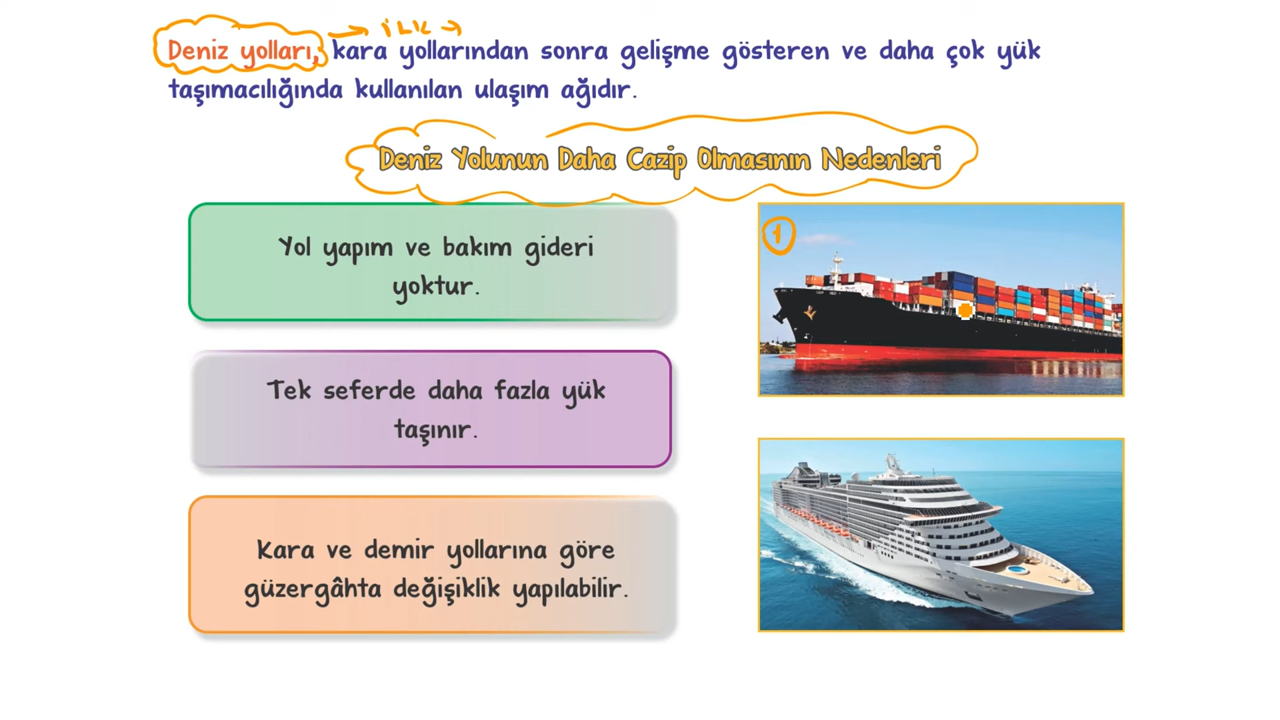 İLK
Deniz yolları, kara yollarından sonra gelişme gösteren ve daha çok yük
taşımacılığında kullanılan ulaşım ağıdır.
Deniz Yolunun Daha Cazip Olmasının Nedenleri
Yol yapım ve bakım gideri
yoktur.
1
Tek seferde daha fazla yük
taşınır.
Kara ve demir yollarına göre
güzergâhta değişiklik yapılabilir.